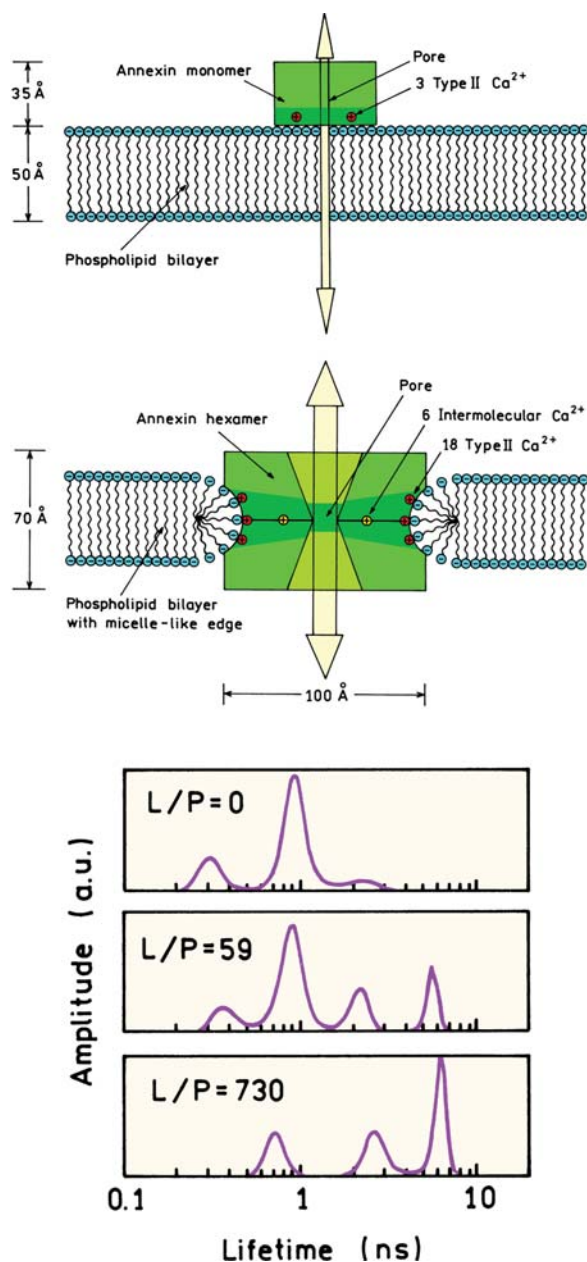 Annexin monomer
Pore
3 Type II Ca²⁺
35 Å
50 Å
Phospholipid bilayer
Pore
Annexin hexamer
6 Intermolecular Ca²⁺
18 Type II Ca²⁺
70 Å
Phospholipid bilayer
with micelle-like edge
100 Å
Amplitude (a.u.)
L/P=0
L/P=59
L/P=730
0.1
1
10
Lifetime (ns)